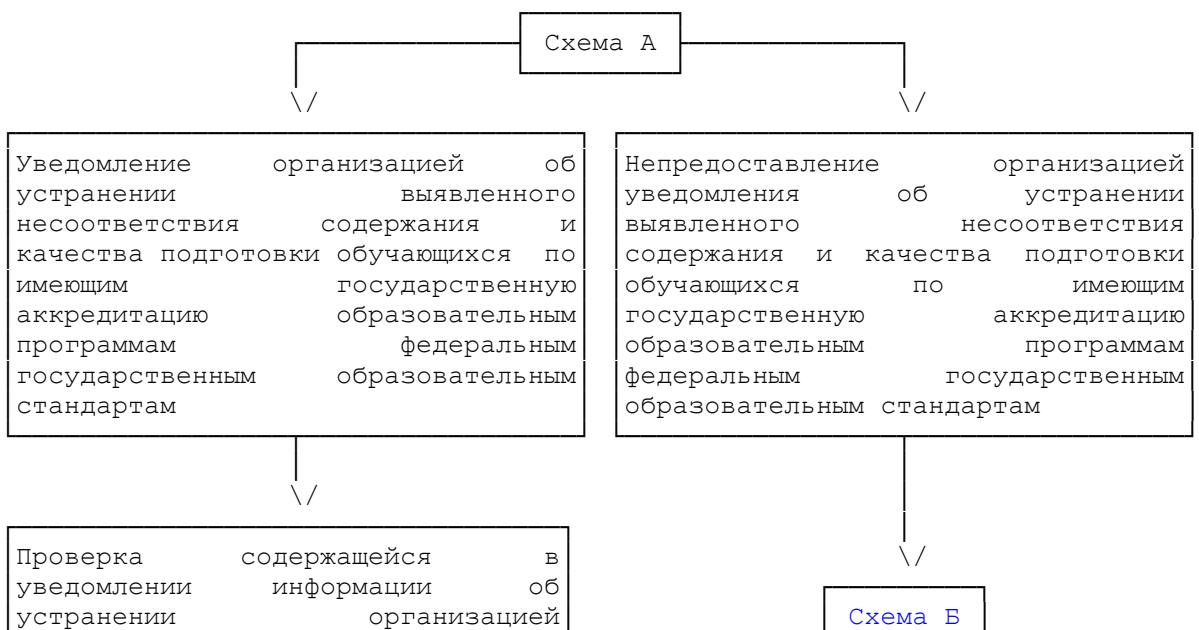 Схема А
Уведомление организацией об
устранении выявленного
несоответствия содержания и
качества подготовки обучающихся по
имеющим государственную
аккредитацию образовательным
программам федеральным
государственным образовательным
стандартам
Непредоставление организацией
уведомления об устранении
выявленного несоответствия
содержания и качества подготовки
обучающихся по имеющим
государственную аккредитацию
образовательным программам
федеральным государственным
образовательным стандартам
Проверка содержащейся в
уведомлении информации об
устранении организацией
Схема Б